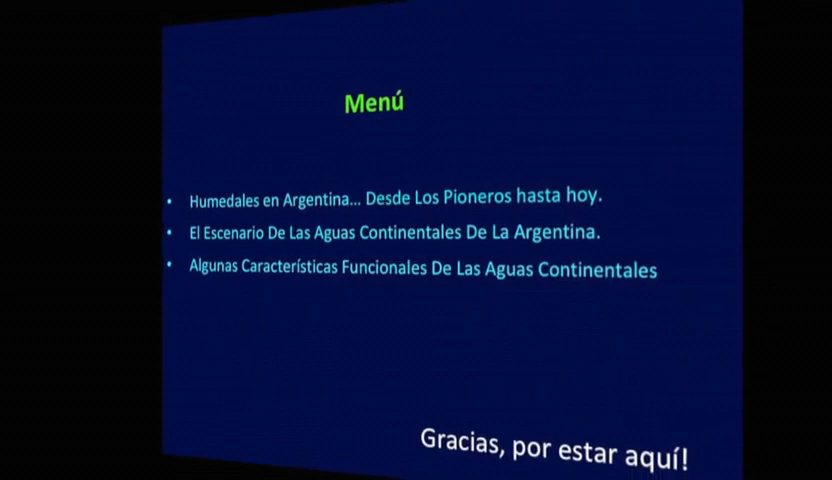 Menú
• Humedales en Argentina... Desde Los Pioneros hasta hoy.
• El Escenario De Las Aguas Continentales De La Argentina.
• Algunas Características Funcionales De Las Aguas Continentales
Gracias, por estar aquí!